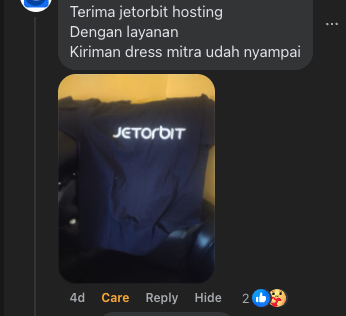 Terima jetorbit hosting
Dengan layanan
Kiriman dress mitra udah nyampai
JETOrBIT
4d Care Reply Hide 2